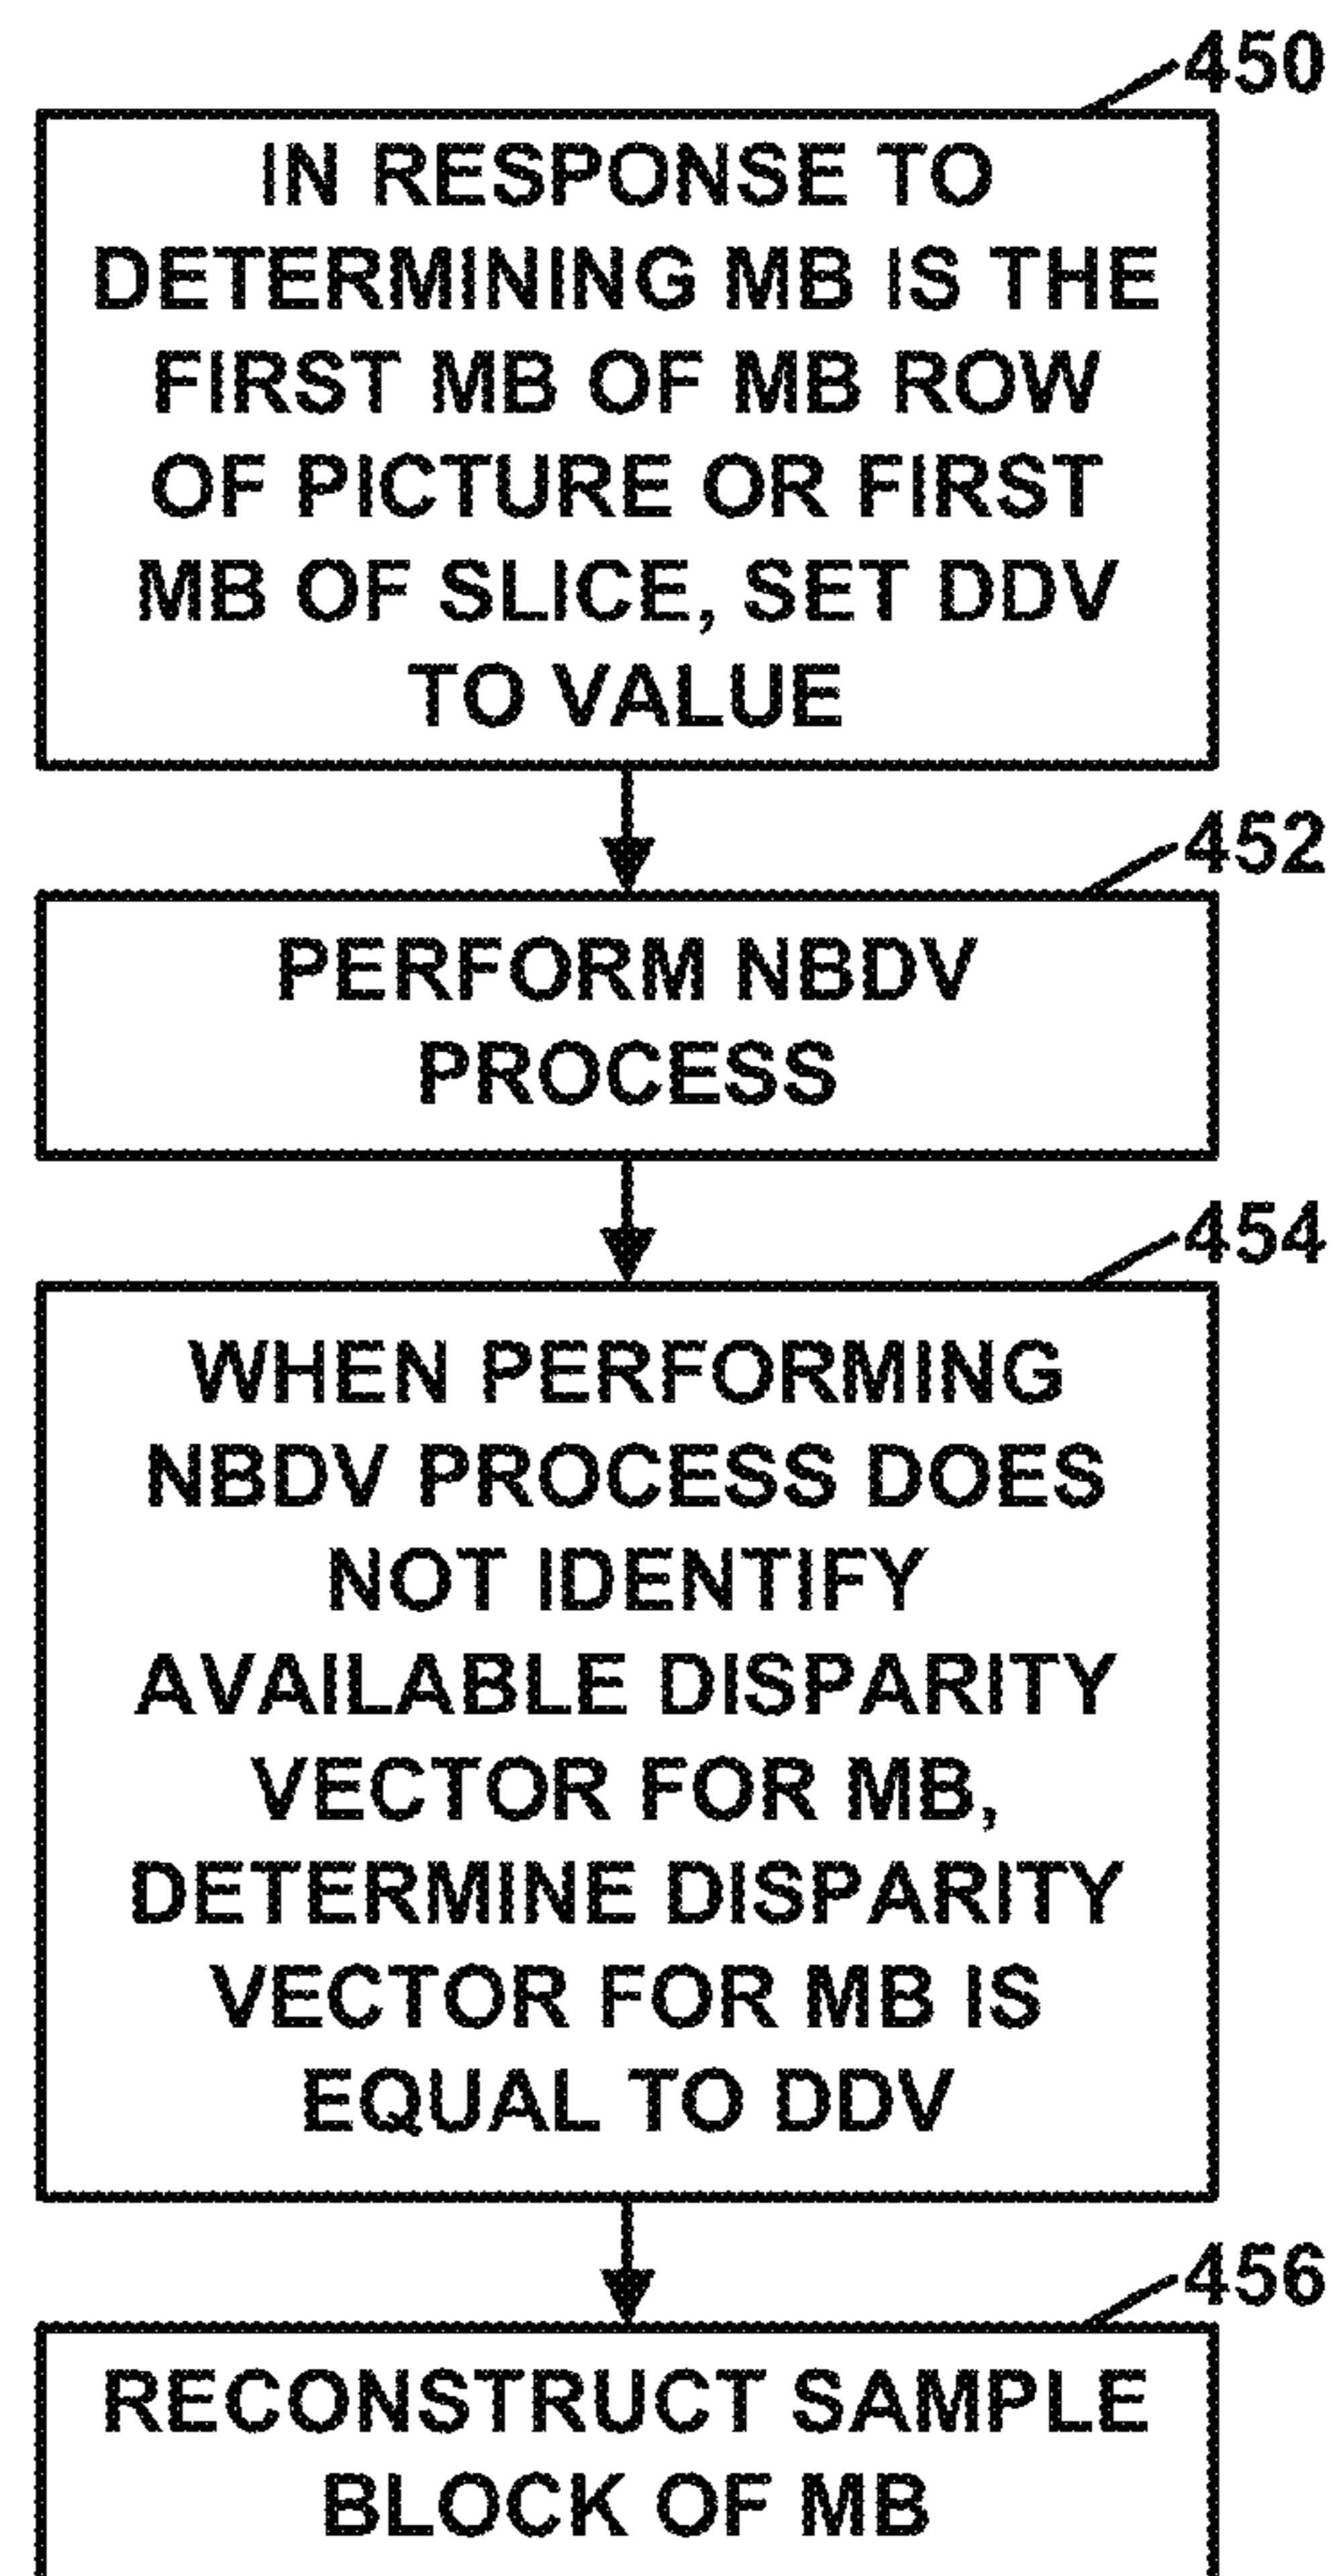 450
IN RESPONSE TO
DETERMINING MB IS THE
FIRST MB OF MB ROW
OF PICTURE OR FIRST
MB OF SLICE, SET DDV
TO VALUE
452
PERFORM NBDV
PROCESS
454
WHEN PERFORMING
NBDV PROCESS DOES
NOT IDENTIFY
AVAILABLE DISPARITY
VECTOR FOR MB,
DETERMINE DISPARITY
VECTOR FOR MB IS
EQUAL TO DDV
456
RECONSTRUCT SAMPLE
BLOCK OF MB